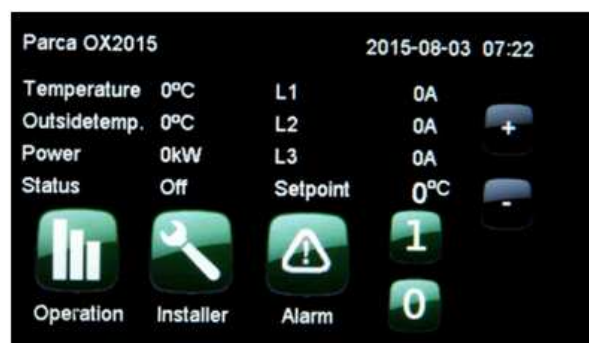 Parca OX2015 2015-08-03 07:22
Temperature 0ºC L1 0A
Outsidetemp. 0ºC L2 0A +
Power 0kW L3 0A
Status Off Setpoint 0ºC -
1
0
Operation Installer Alarm